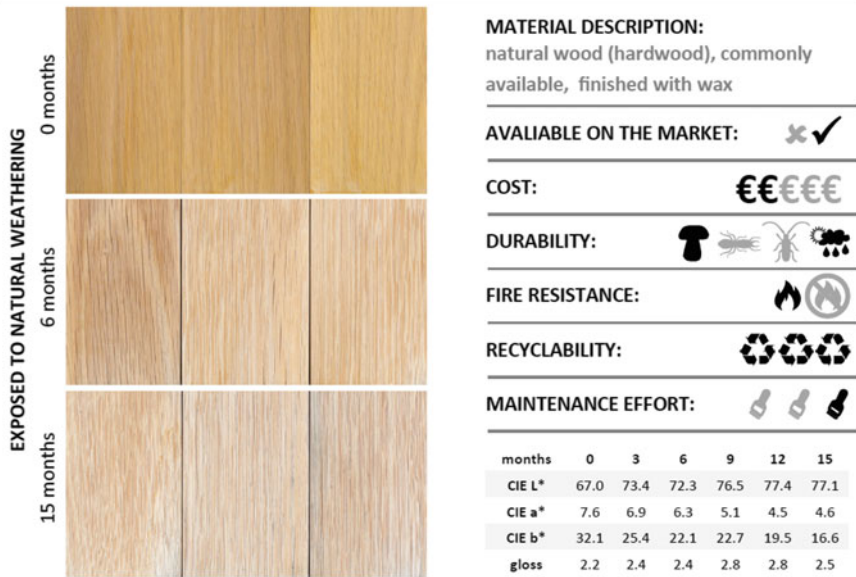 EXPOSED TO NATURAL WEATHERING
0 months
6 months
15 months
MATERIAL DESCRIPTION:
natural wood (hardwood), commonly
available, finished with wax
AVALIABLE ON THE MARKET:
COST: €€€€€
DURABILITY:
FIRE RESISTANCE:
RECYCLABILITY:
MAINTENANCE EFFORT:
months 0 3 6 9 12 15
CIE L* 67.0 73.4 72.3 76.5 77.4 77.1
CIE a* 7.6 6.9 6.3 5.1 4.5 4.6
CIE b* 32.1 25.4 22.1 22.7 19.5 16.6
gloss 2.2 2.4 2.4 2.8 2.8 2.5